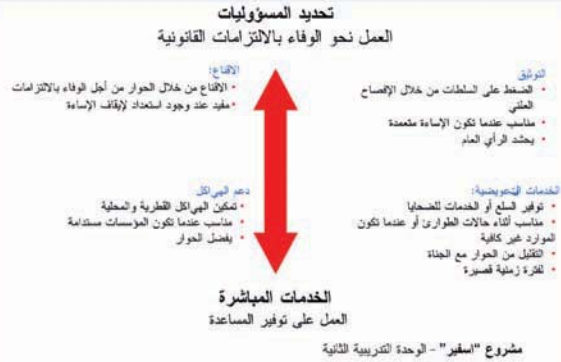 تحديد المسؤوليات
العمل نحو الوفاء بالالتزامات القانونية
التوثيق
• الضغط على السلطات من خلال الإفصاح
العلني
• مناسب عندما تكون الإساءة متعمدة
• يحشد الرأي العام
الاقناع:
• الاقناع من خلال الحوار من أجل الوفاء بالالتزامات
• مفيد عند وجود استعداد لإيقاف الإساءة
الخدمات التعويضية:
• توفير السلع أو الخدمات للضحايا
• مناسب أثناء حالات الطوارئ أو عندما تكون
الموارد غير كافية
• التقليل من الحوار مع الجناة
• لفترة زمنية قصيرة
دعم الهياكل
• تمكين الهياكل القطرية والمحلية
• مناسب عندما تكون المؤسسات مستدامة
• يفضل الحوار
الخدمات المباشرة
العمل على توفير المساعدة
مشروع "اسفير" - الوحدة التدريبية الثانية